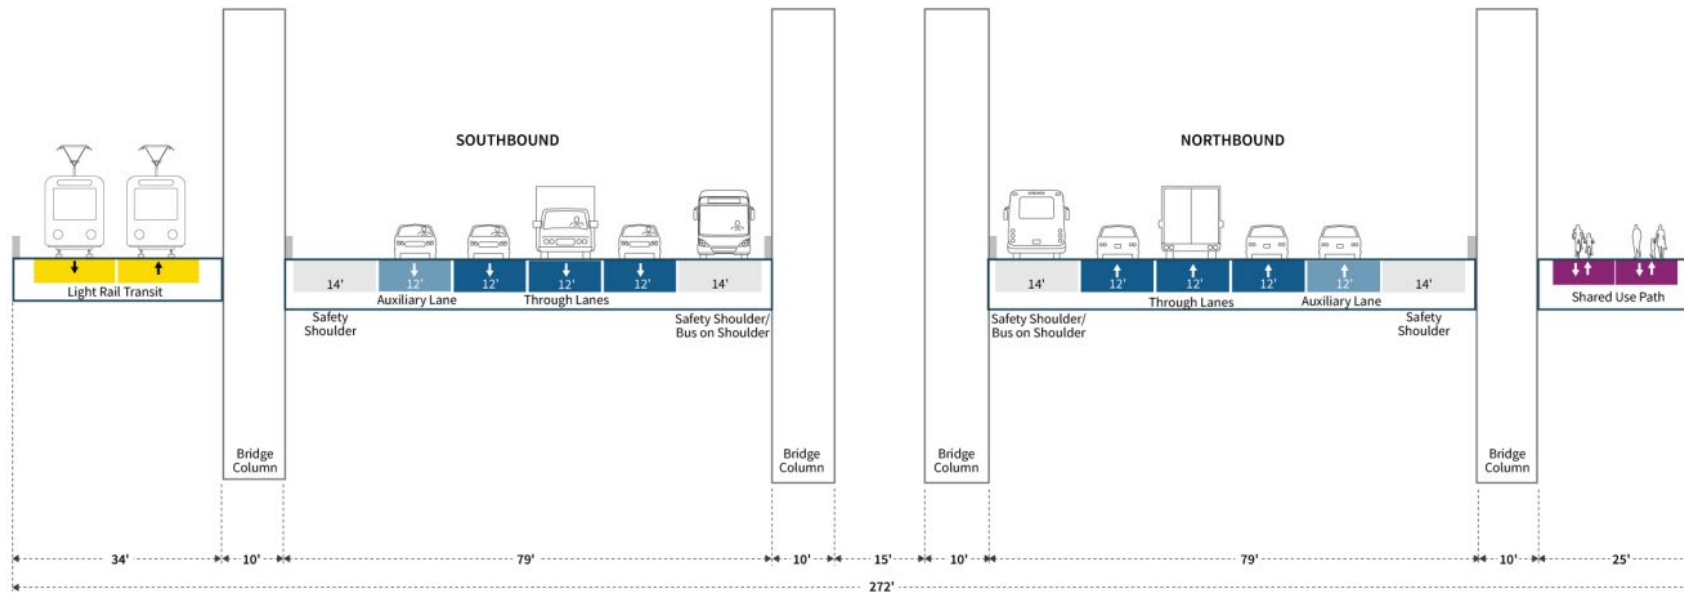 SOUTHBOUND
NORTHBOUND
Light Rail Transit
14'
12'
12'
12'
12'
14'
Auxiliary Lane
Through Lanes
Safety
Shoulder
Safety Shoulder/
Bus on Shoulder
14'
12'
12'
12'
12'
14'
Through Lanes
Auxiliary Lane
Safety Shoulder/
Bus on Shoulder
Safety
Shoulder
Shared Use Path
Bridge
Column
Bridge
Column
Bridge
Column
Bridge
Column
34'
10'
79'
10'
15'
10'
79'
10'
25'
272'